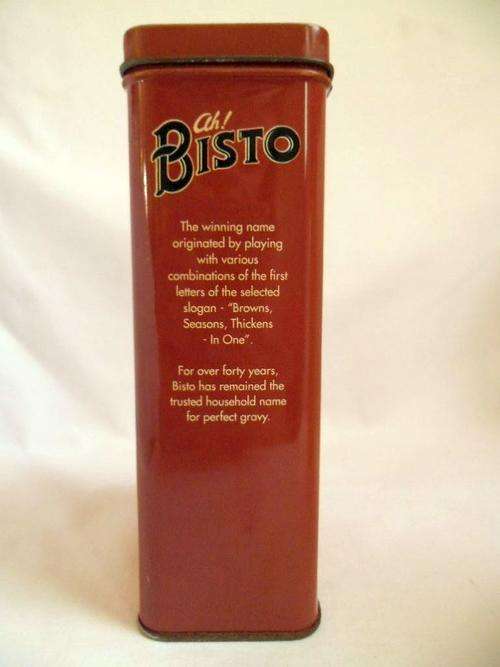 Ah!
BISTO
The winning name
originated by playing
with various
combinations of the first
letters of the selected
slogan - "Browns,
Seasons, Thickens
- In One".
For over forty years,
Bisto has remained the
trusted household name
for perfect gravy.